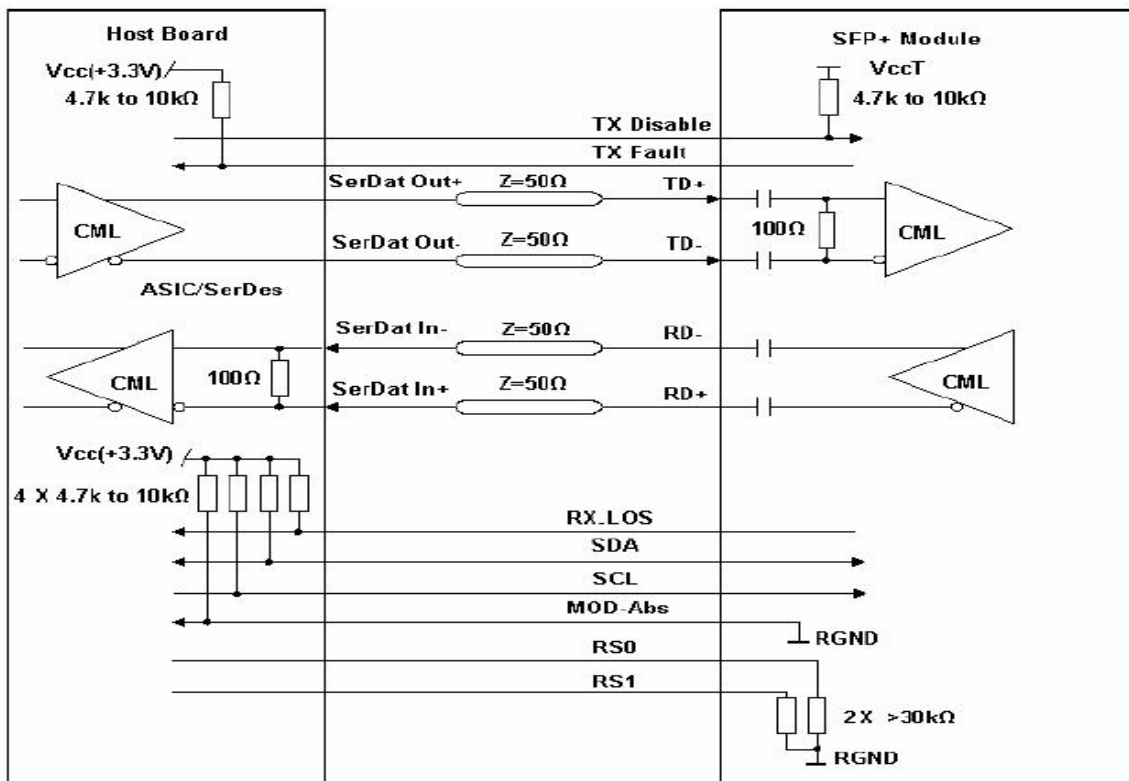 Host Board
SFP+ Module
Vcc(+3.3V)
4.7k to 10kΩ
VccT
4.7k to 10kΩ
TX Disable
TX Fault
SerDat Out+
Z=50Ω
TD+
CML
100Ω
CML
SerDat Out-
Z=50Ω
TD-
ASIC/SerDes
SerDat In-
Z=50Ω
RD-
CML
100Ω
CML
SerDat In+
Z=50Ω
RD+
Vcc(+3.3V)
4 X 4.7k to 10kΩ
RX_LOS
SDA
SCL
MOD-Abs
RGND
RS0
RS1
2X >30kΩ
RGND